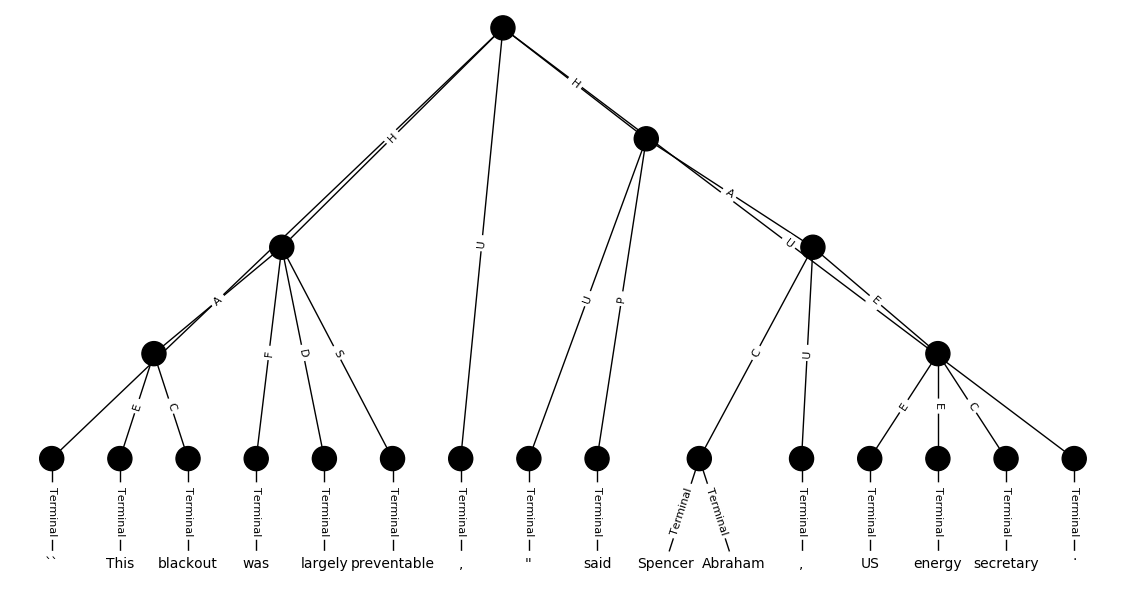 H
H
A
U
U
E
A
U
P
F
D
S
C
U
E
C
E
E
C
Terminal Terminal Terminal Terminal Terminal Terminal Terminal Terminal Terminal Terminal Terminal Terminal Terminal Terminal Terminal Terminal
`` This blackout was largely preventable , " said Spencer Abraham , US energy secretary .